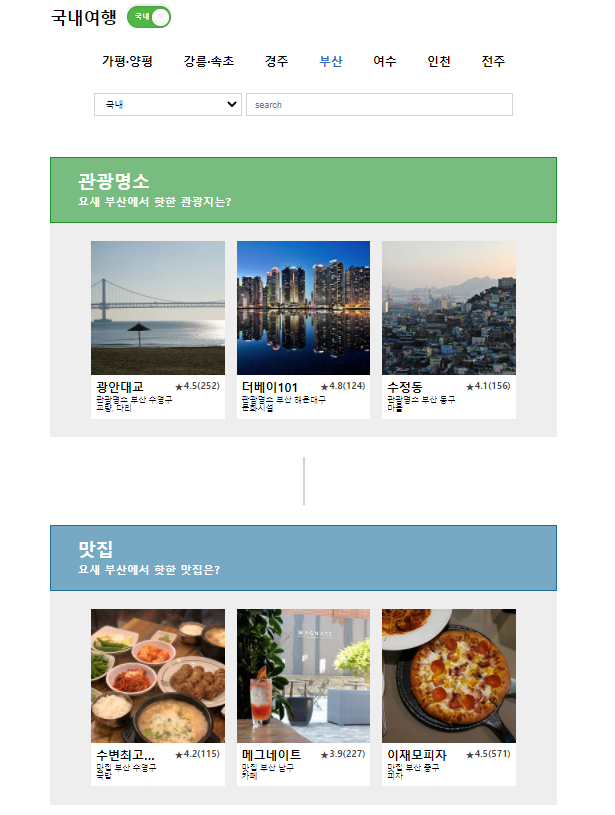 국내여행 국내
가평·양평 강릉·속초 경주 부산 여수 인천 전주
국내 search
관광명소
요새 부산에서 핫한 관광지는?
광안대교 ★4.5(252)
관광명소 부산 수영구
교량, 다리
더베이101 ★4.8(124)
관광명소 부산 해운대구
문화시설
수정동 ★4.1(156)
관광명소 부산 동구
마을
맛집
요새 부산에서 핫한 맛집은?
MAGNATE
수변최고... ★4.2(115)
맛집 부산 수영구
국밥
메그네이트 ★3.9(227)
맛집 부산 남구
카페
이재모피자 ★4.5(571)
맛집 부산 중구
피자